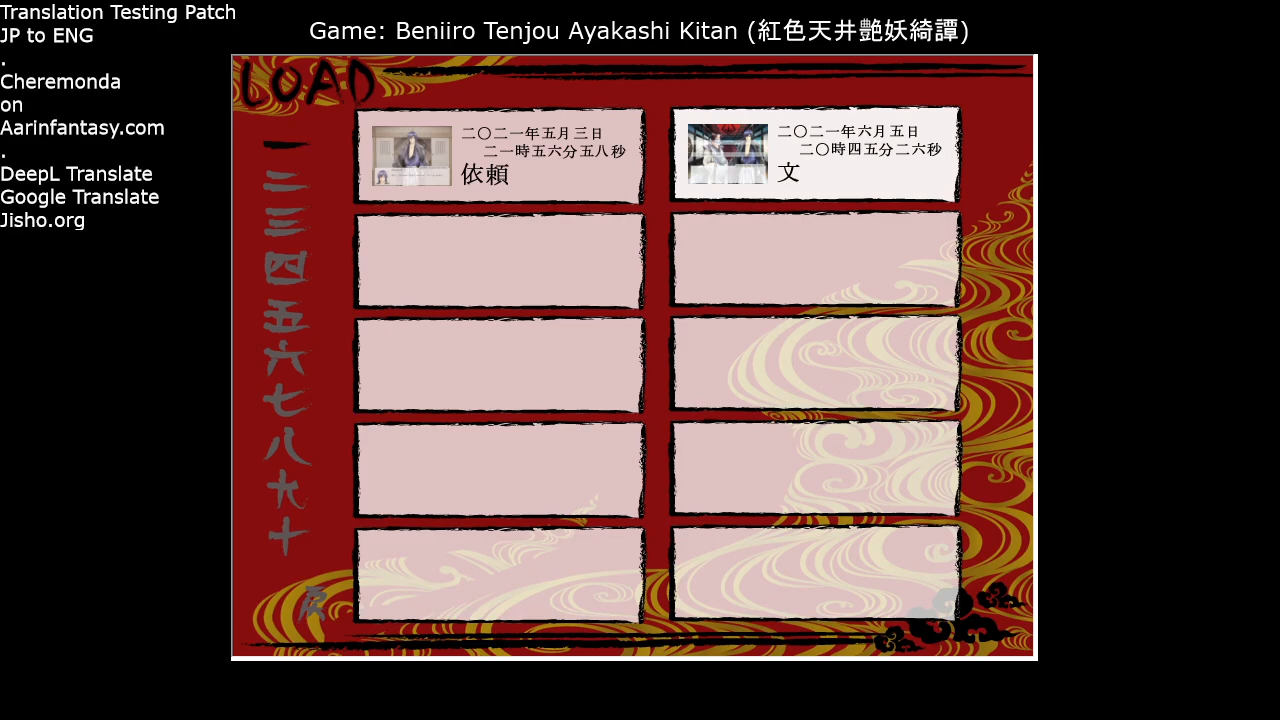 Translation Testing Patch
JP to ENG
.
Cheremonda
on
Aarinfantasy.com
.
DeepL Translate
Google Translate
Jisho.org
Game: Beniiro Tenjou Ayakashi Kitan (紅色天井艶妖綺譚)
LOAD
一
二
三
四
五
六
七
八
九
十
戻
二〇二一年五月三日
二一時五六分五八秒
依頼
二〇二一年六月五日
二〇時四五分二六秒
文